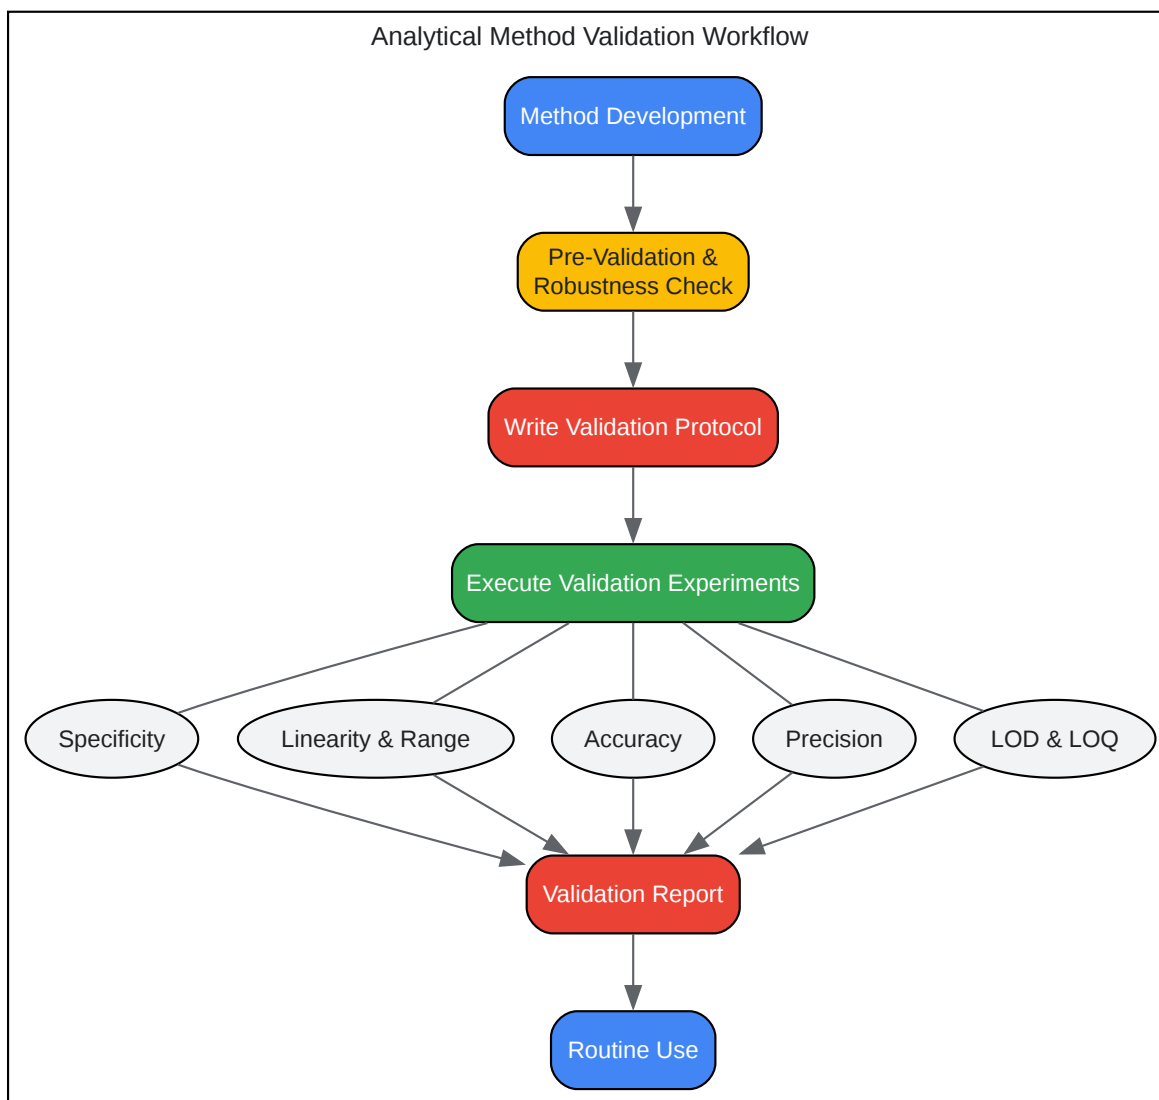 Analytical Method Validation Workflow
Method Development
Pre-Validation &
Robustness Check
Write Validation Protocol
Execute Validation Experiments
Specificity
Linearity & Range
Accuracy
Precision
LOD & LOQ
Validation Report
Routine Use